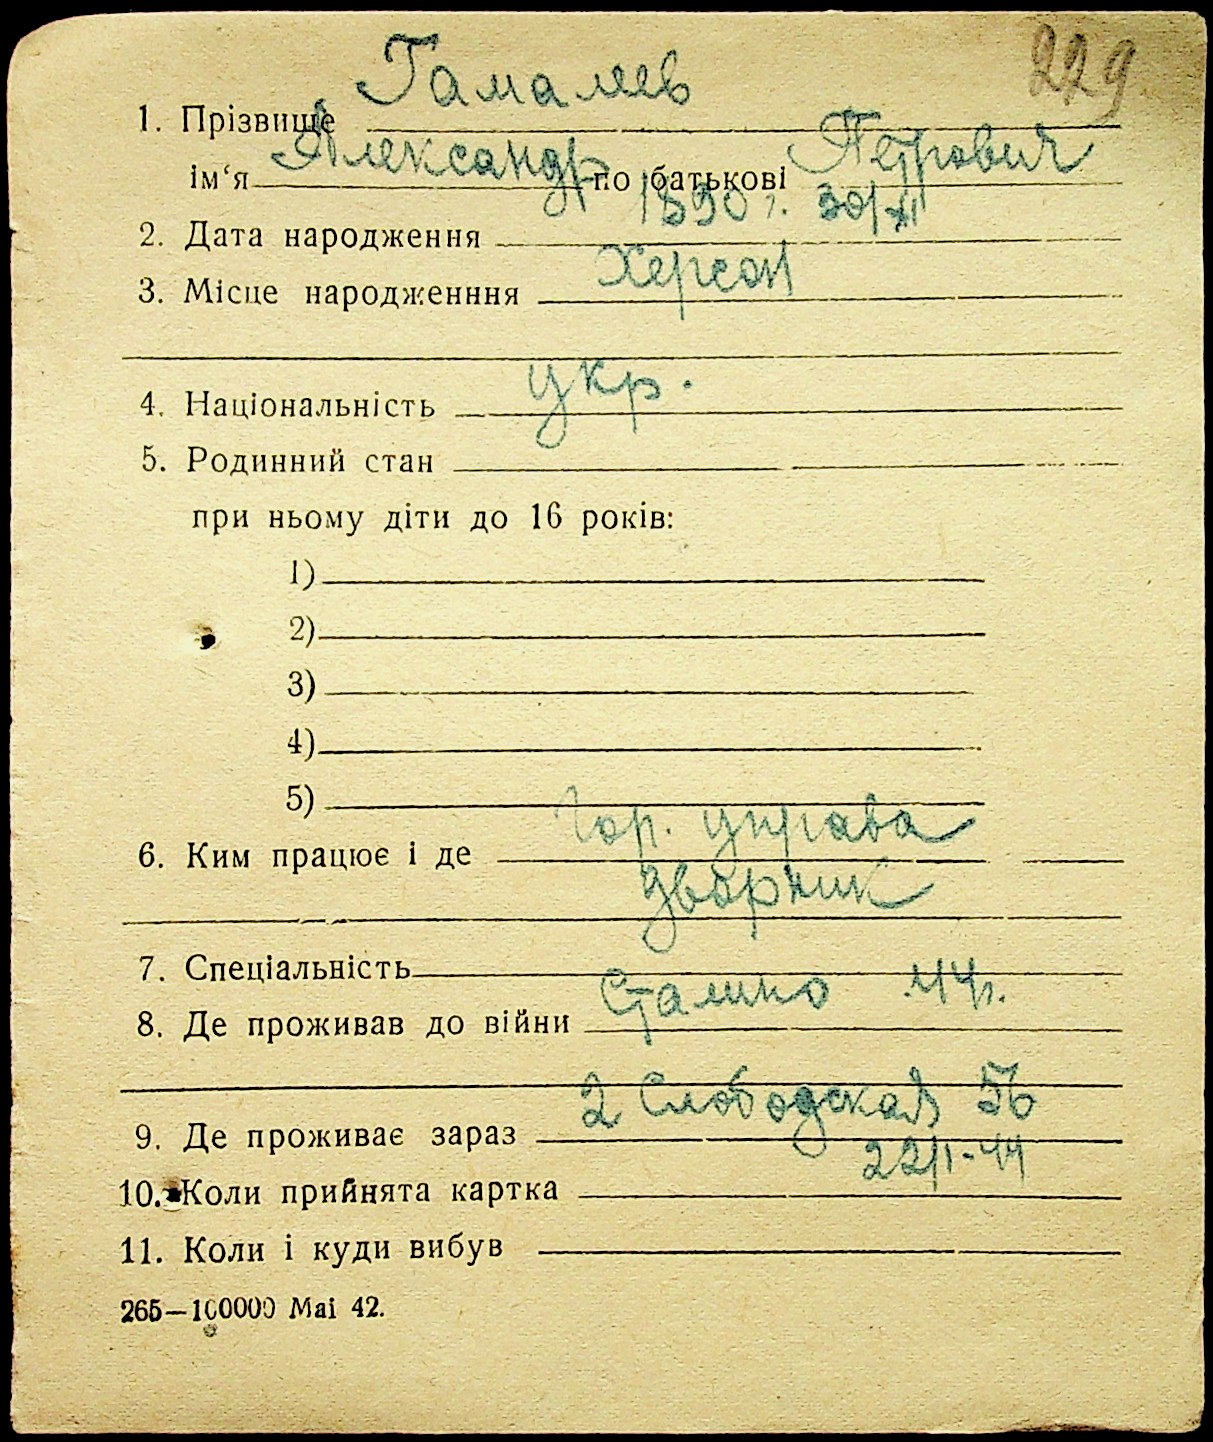 229
Гамалеев
1. Прізвище
Александр Петрович
ім‘я по батькові
1890 г. 30/XI
2. Дата народження
Херсон
3. Місце народженння
укр.
4. Національність
5. Родинний стан
при ньому діти до 16 років:
1)
2)
3)
4)
5)
Гор. управа
6. Ким працює і де
дворник
7. Спеціальність
Сталино 44г.
8. Де проживав до війни
2 Слободская 56
9. Де проживає зараз
22/I-44
10. Коли прийнята картка
11. Коли і куди вибув
265—100000 Mai 42.